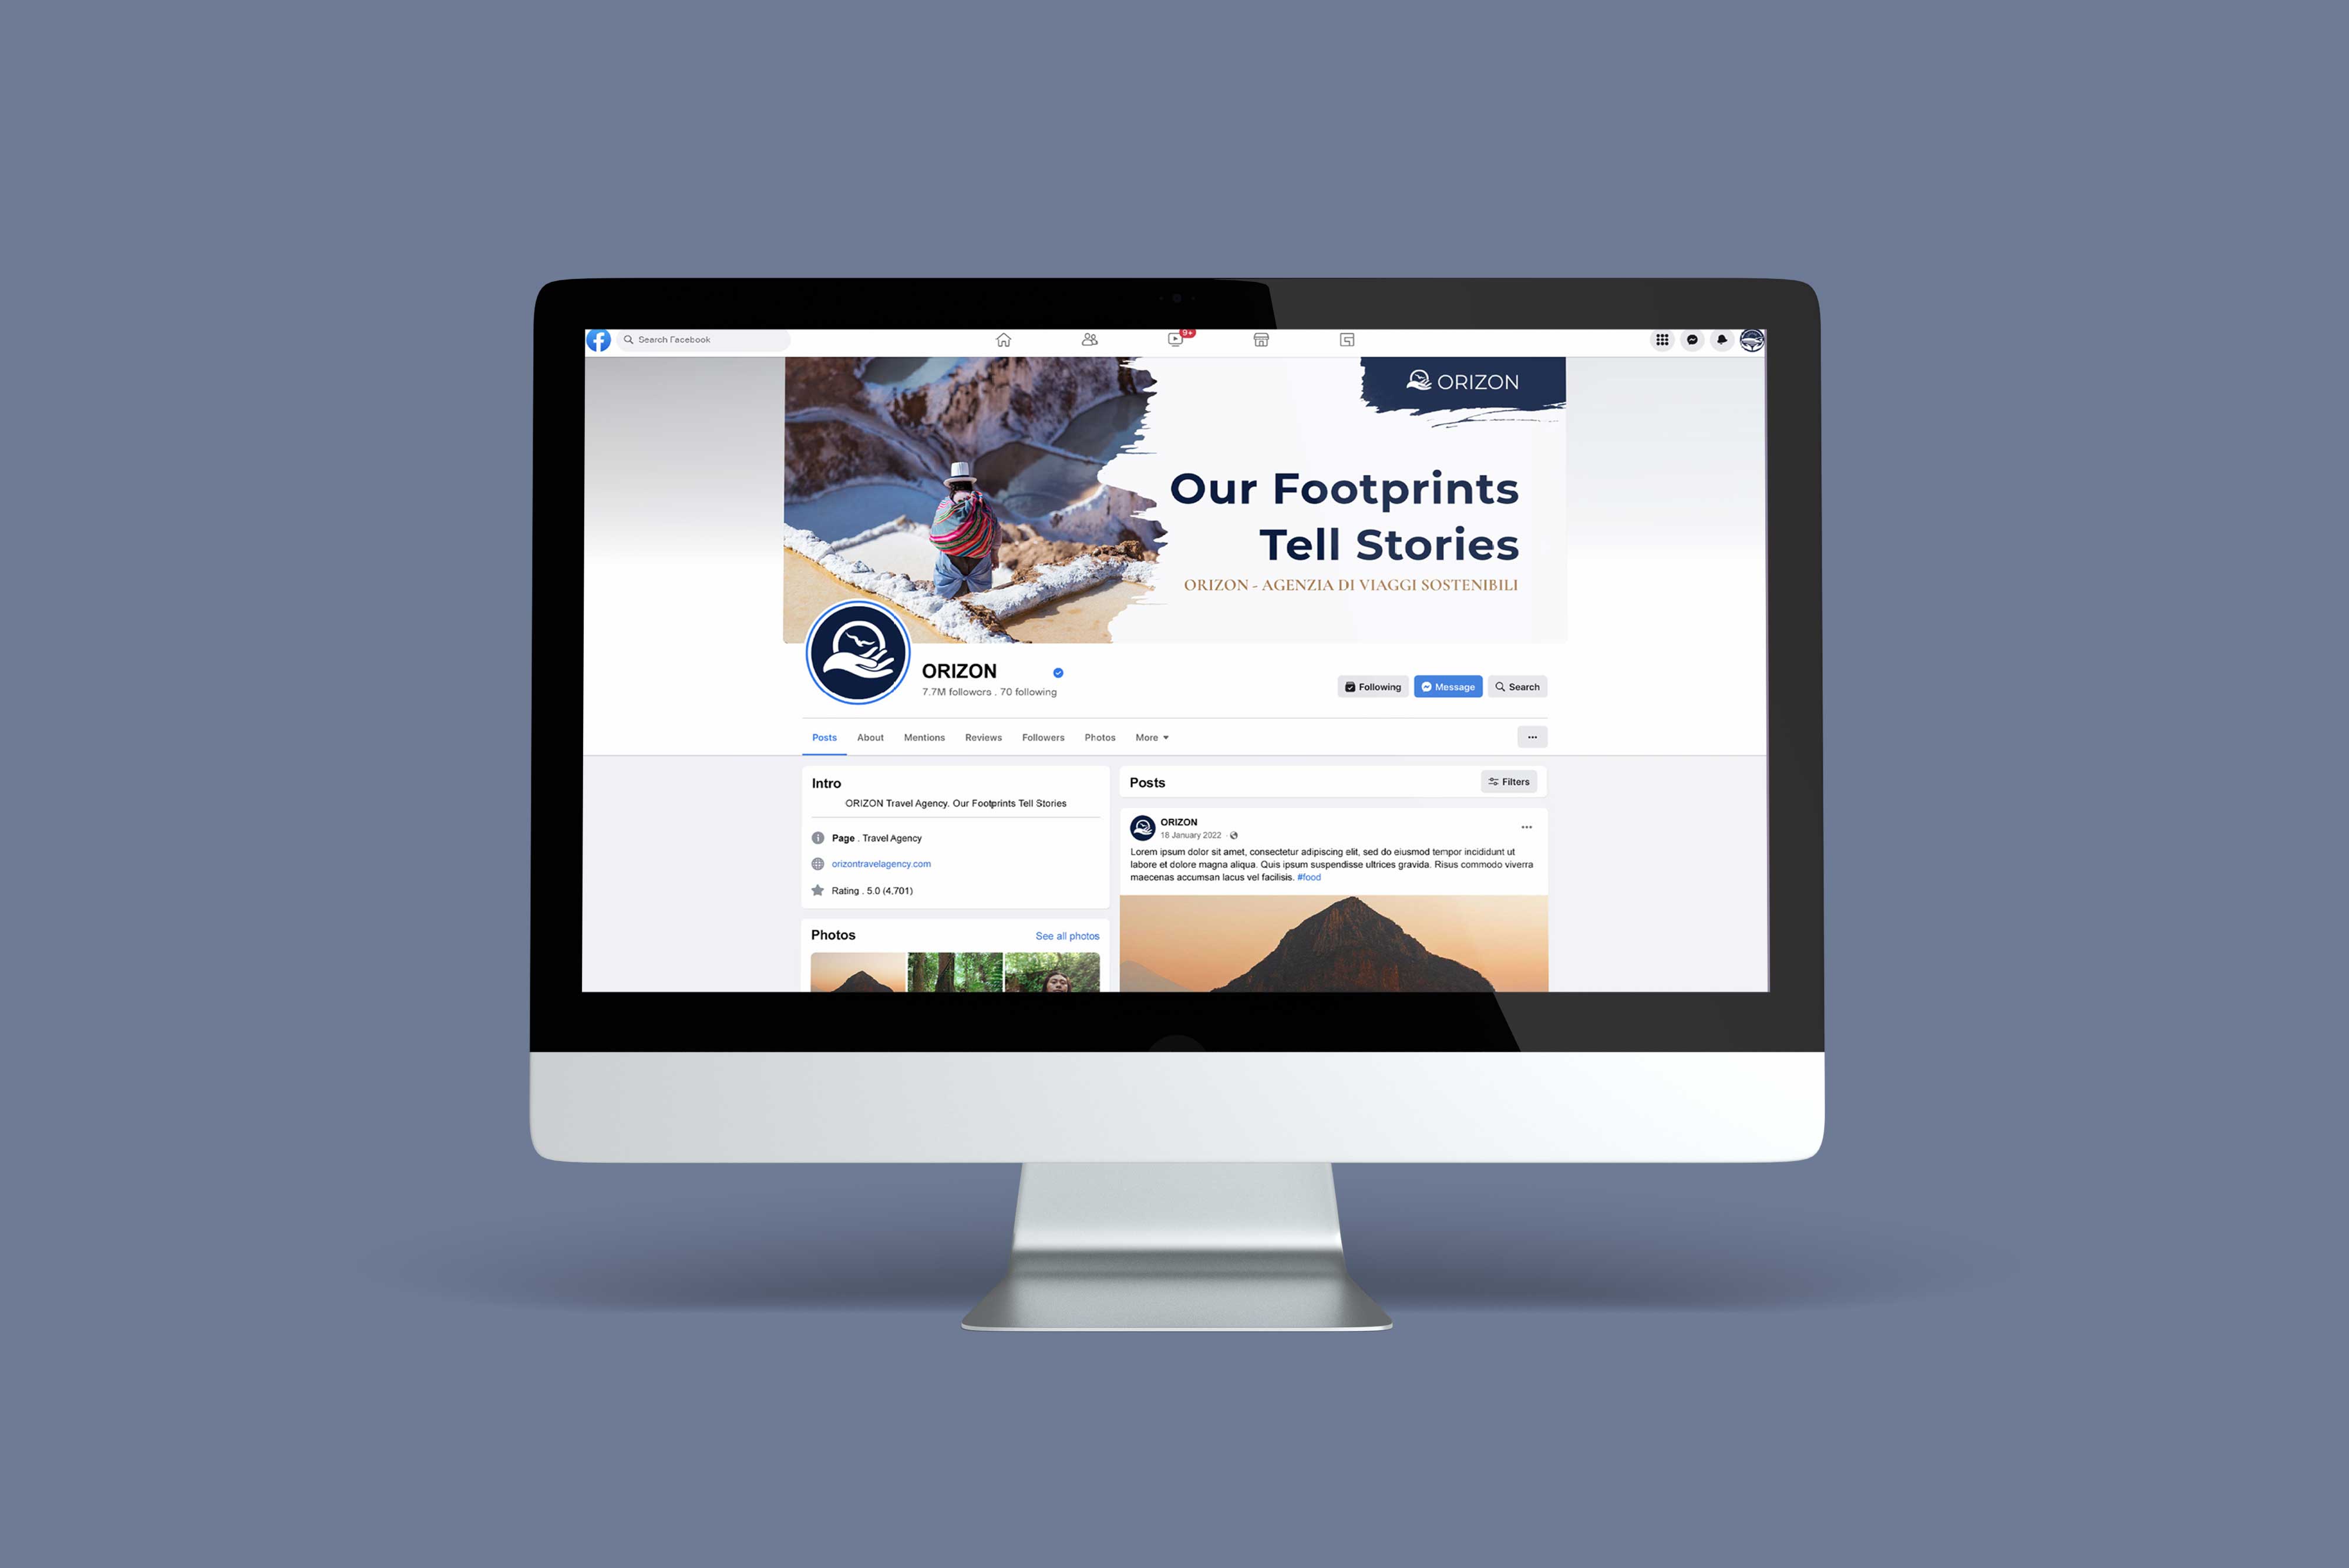 Search Facebook
9+
ORIZON
Our Footprints
Tell Stories
ORIZON - AGENZIA DI VIAGGI SOSTENIBILI
ORIZON
7.7M followers . 70 following
Following
Message
Search
Posts
About
Mentions
Reviews
Followers
Photos
More
Intro
ORIZON Travel Agency. Our Footprints Tell Stories
Page . Travel Agency
orizontravelagency.com
Rating . 5.0 (4,701)
Photos
See all photos
Posts
Filters
ORIZON
18 January 2022 ·
Lorem ipsum dolor sit amet, consectetur adipiscing elit, sed do eiusmod tempor incididunt ut
labore et dolore magna aliqua. Quis ipsum suspendisse ultrices gravida. Risus commodo viverra
maecenas accumsan lacus vel facilisis. #food